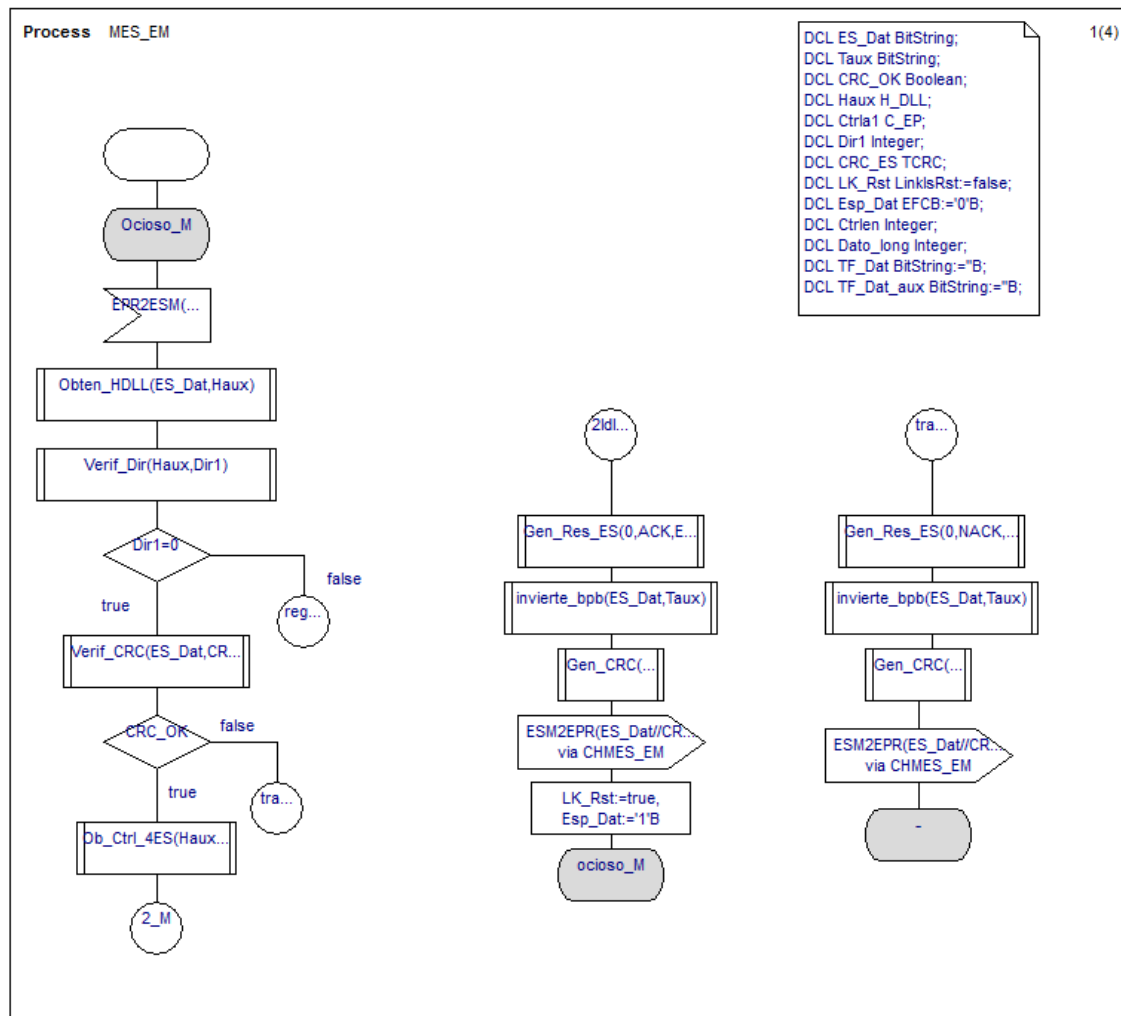 Process MES_EM
1(4)
DCL ES_Dat BitString;
DCL Taux BitString;
DCL CRC_OK Boolean;
DCL Haux H_DLL;
DCL Ctrla1 C_EP;
DCL Dir1 Integer;
DCL CRC_ES TCRC;
DCL LK_Rst LinkIsRst:=false;
DCL Esp_Dat EFCB:='0'B;
DCL Ctrlen Integer;
DCL Dato_long Integer;
DCL TF_Dat BitString:=''B;
DCL TF_Dat_aux BitString:=''B;
Ocioso_M
EPR2ESM(...
Obten_HDLL(ES_Dat,Haux)
Verif_Dir(Haux,Dir1)
Dir1=0
false
true
reg...
Verif_CRC(ES_Dat,CR...
CRC_OK
false
true
tra...
Ob_Ctrl_4ES(Haux...
2_M
2Idl...
Gen_Res_ES(0,ACK,E...
invierte_bpb(ES_Dat,Taux)
Gen_CRC(...
ESM2EPR(ES_Dat//CR...
via CHMES_EM
LK_Rst:=true,
Esp_Dat:='1'B
ocioso_M
tra...
Gen_Res_ES(0,NACK,...
invierte_bpb(ES_Dat,Taux)
Gen_CRC(...
ESM2EPR(ES_Dat//CR...
via CHMES_EM
-